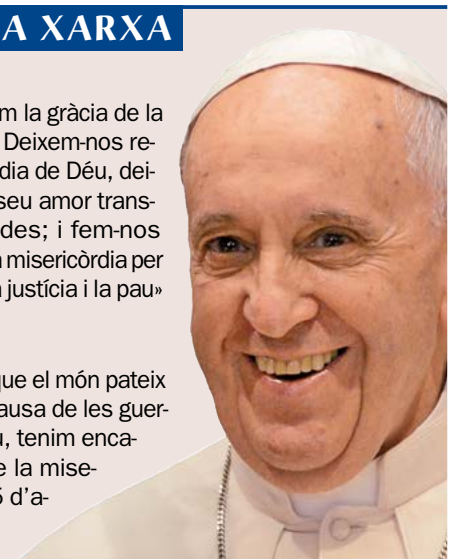 A XARXA
m la gràcia de la
Deixem-nos re-
dia de Déu, dei-
seu amor trans-
des; i fem-nos
a misericòrdia per
a justícia i la pau»
que el món pateix
ausa de les guer-
u, tenim enca-
e la mise-
5 d'a-